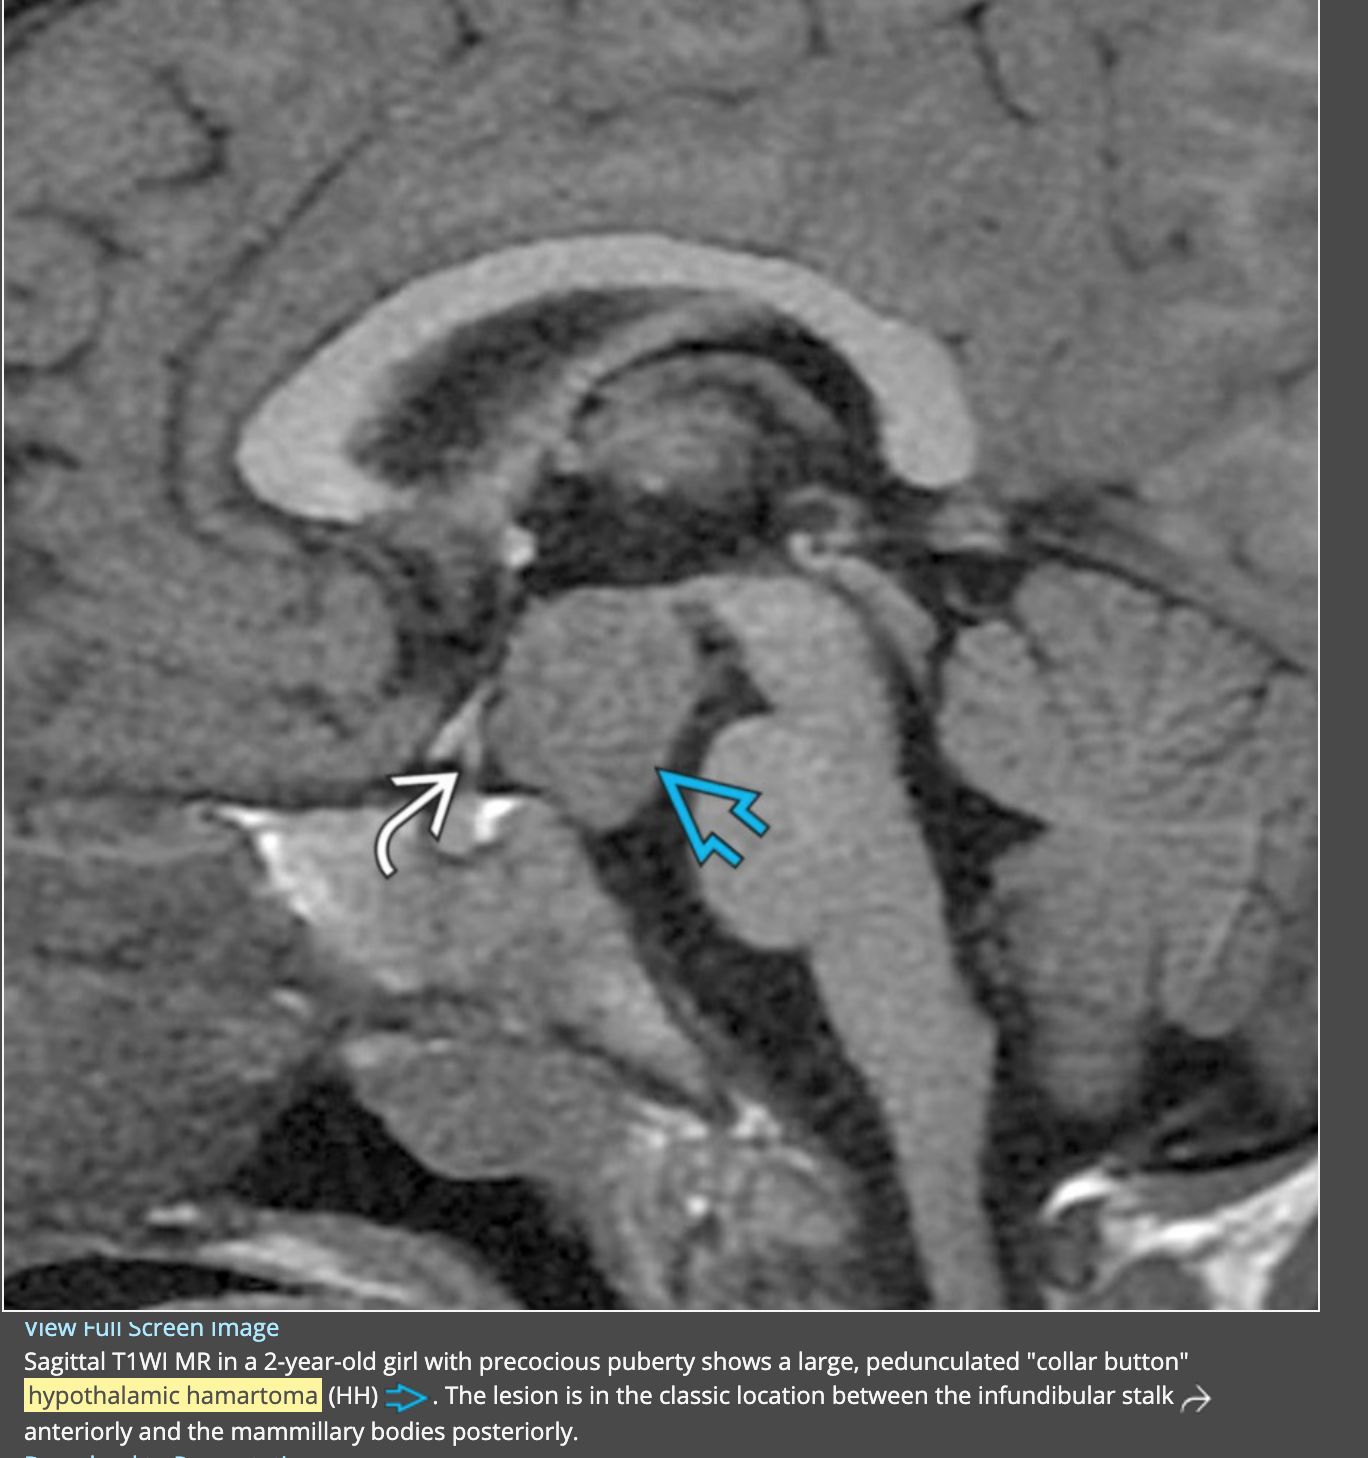 View Full Screen Image
Sagittal T1WI MR in a 2-year-old girl with precocious puberty shows a large, pedunculated "collar button"
hypothalamic hamartoma (HH) . The lesion is in the classic location between the infundibular stalk
anteriorly and the mammillary bodies posteriorly.